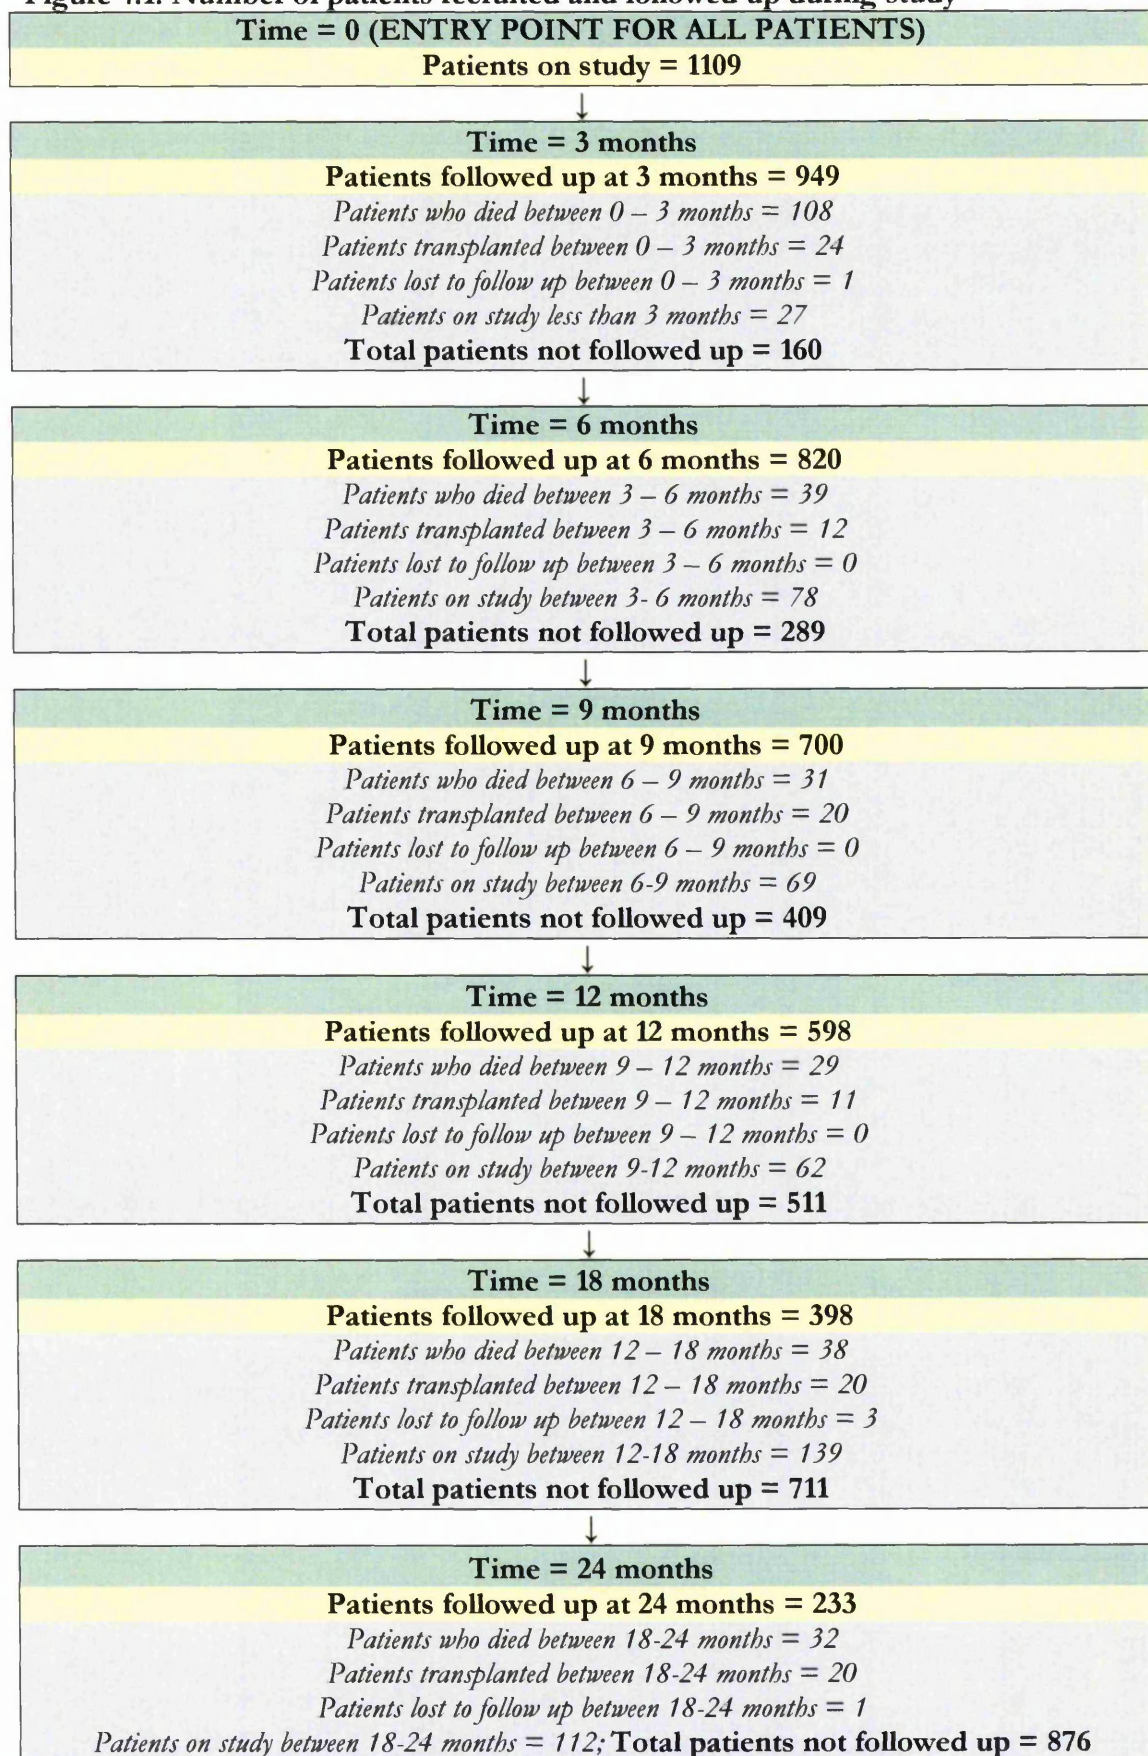 Figure 4.1. Number of patients recruited and followed up during study
Time = 0 (ENTRY POINT FOR ALL PATIENTS)
Patients on study = 1109
↓
Time = 3 months
Patients followed up at 3 months = 949
Patients who died between 0 – 3 months = 108
Patients transplanted between 0 – 3 months = 24
Patients lost to follow up between 0 – 3 months = 1
Patients on study less than 3 months = 27
Total patients not followed up = 160
↓
Time = 6 months
Patients followed up at 6 months = 820
Patients who died between 3 – 6 months = 39
Patients transplanted between 3 – 6 months = 12
Patients lost to follow up between 3 – 6 months = 0
Patients on study between 3- 6 months = 78
Total patients not followed up = 289
↓
Time = 9 months
Patients followed up at 9 months = 700
Patients who died between 6 – 9 months = 31
Patients transplanted between 6 – 9 months = 20
Patients lost to follow up between 6 – 9 months = 0
Patients on study between 6-9 months = 69
Total patients not followed up = 409
↓
Time = 12 months
Patients followed up at 12 months = 598
Patients who died between 9 – 12 months = 29
Patients transplanted between 9 – 12 months = 11
Patients lost to follow up between 9 – 12 months = 0
Patients on study between 9-12 months = 62
Total patients not followed up = 511
↓
Time = 18 months
Patients followed up at 18 months = 398
Patients who died between 12 – 18 months = 38
Patients transplanted between 12 – 18 months = 20
Patients lost to follow up between 12 – 18 months = 3
Patients on study between 12-18 months = 139
Total patients not followed up = 711
↓
Time = 24 months
Patients followed up at 24 months = 233
Patients who died between 18-24 months = 32
Patients transplanted between 18-24 months = 20
Patients lost to follow up between 18-24 months = 1
Patients on study between 18-24 months = 112; Total patients not followed up = 876